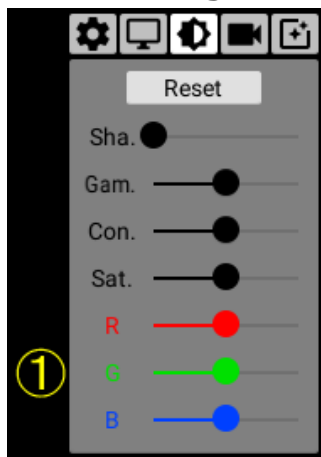 Reset
Sha.
Gam.
Con.
Sat.
R
① G
B